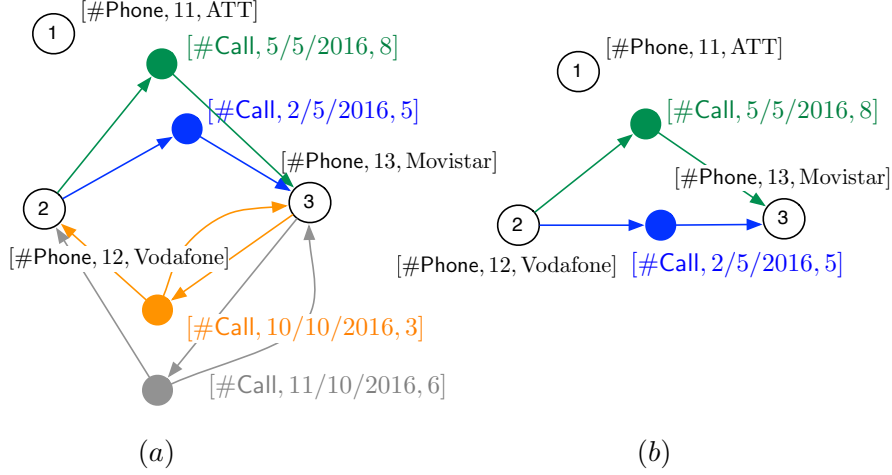 [#Phone, 11, ATT]
1
[#Call, 5/5/2016, 8]
[#Call, 2/5/2016, 5]
[#Phone, 13, Movistar]
2
3
[#Phone, 12, Vodafone]
[#Call, 10/10/2016, 3]
[#Call, 11/10/2016, 6]
(a)
[#Phone, 11, ATT]
1
[#Call, 5/5/2016, 8]
[#Phone, 13, Movistar]
2
3
[#Phone, 12, Vodafone]
[#Call, 2/5/2016, 5]
(b)